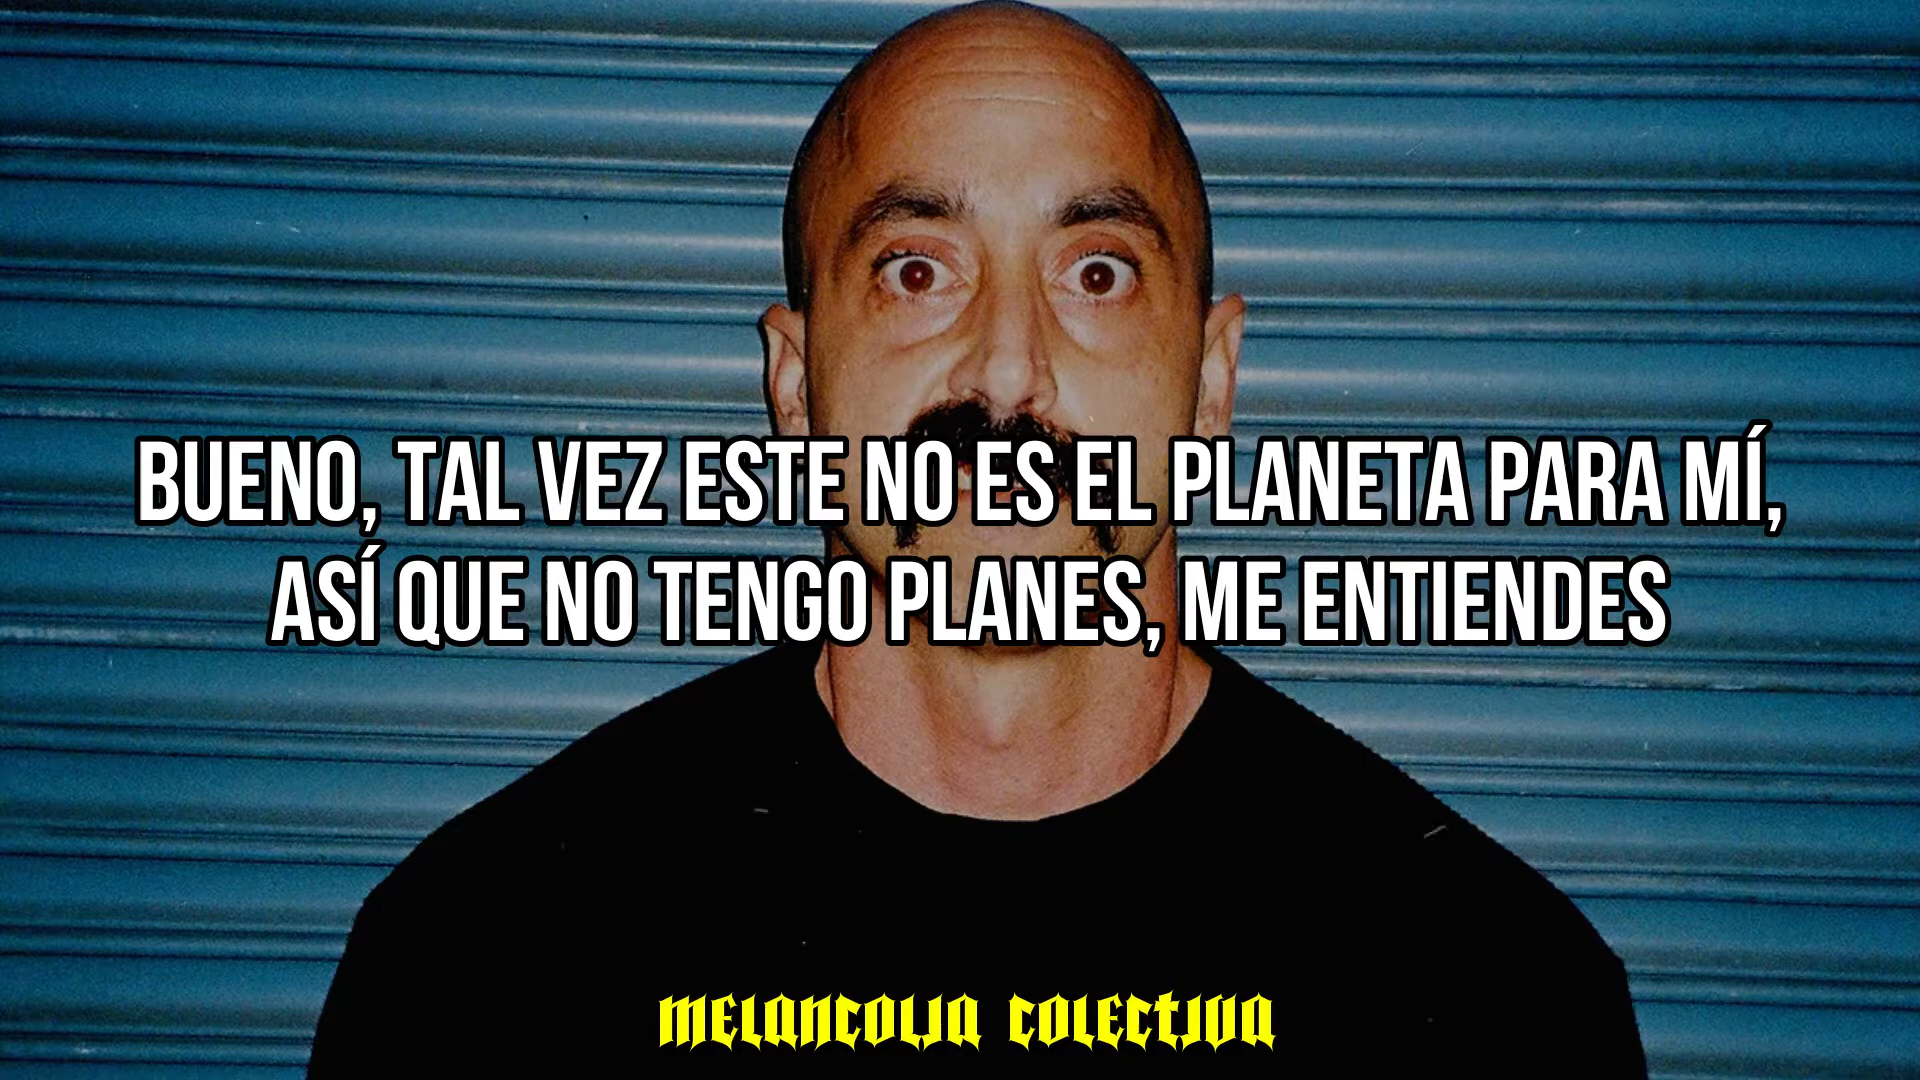 BUENO, TAL VEZ ESTE NO ES EL PLANETA PARA MÍ,
ASÍ QUE NO TENGO PLANES, ME ENTIENDES
MELANCOLIA COLECTIVA